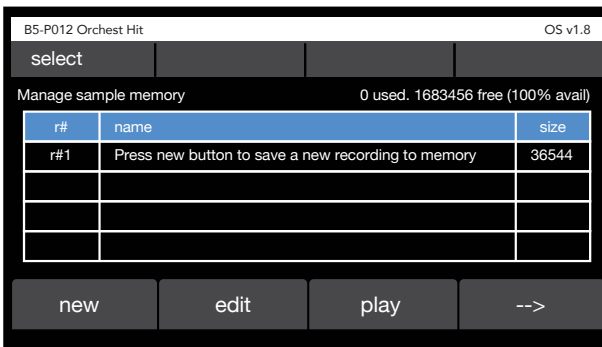 B5-P012 Orchest Hit OS v1.8
select
Manage sample memory 0 used. 1683456 free (100% avail)
r# name size
r#1 Press new button to save a new recording to memory 36544
new edit play -->